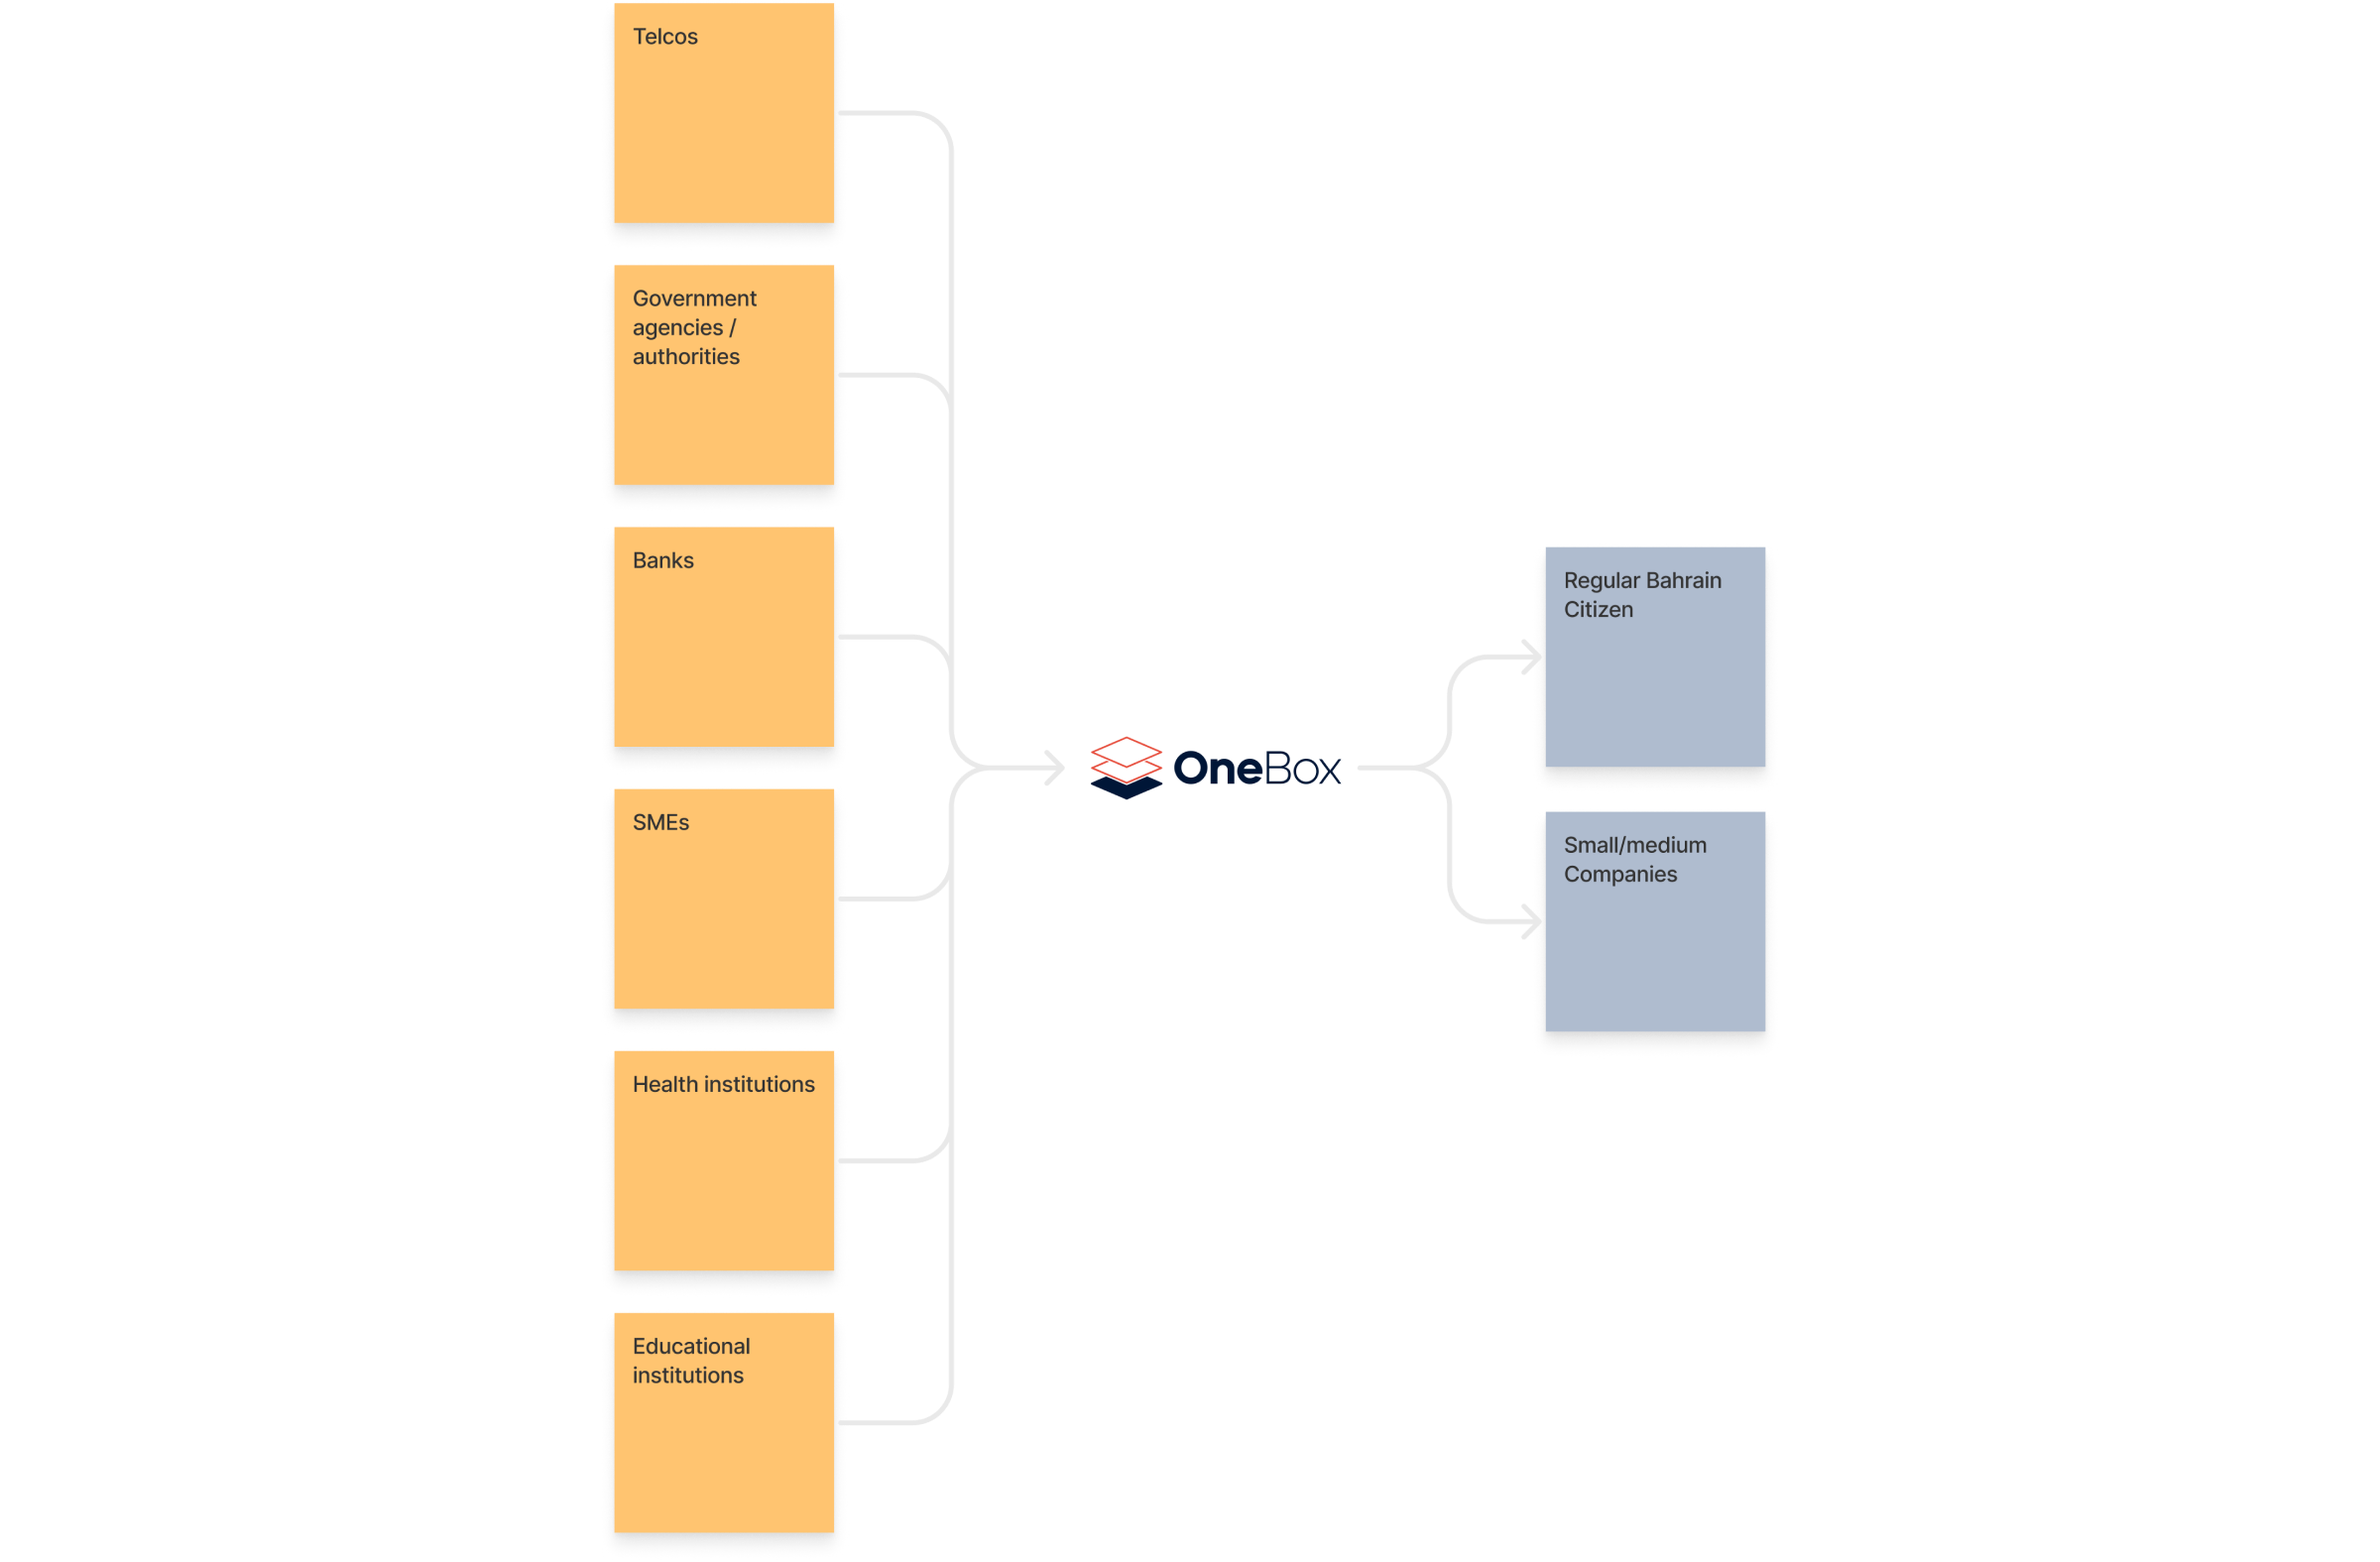 Telcos
Government
agencies /
authorities
Banks
SMEs
Health institutions
Educational
institutions
OneBox
Regular Bahrain
Citizen
Small/medium
Companies